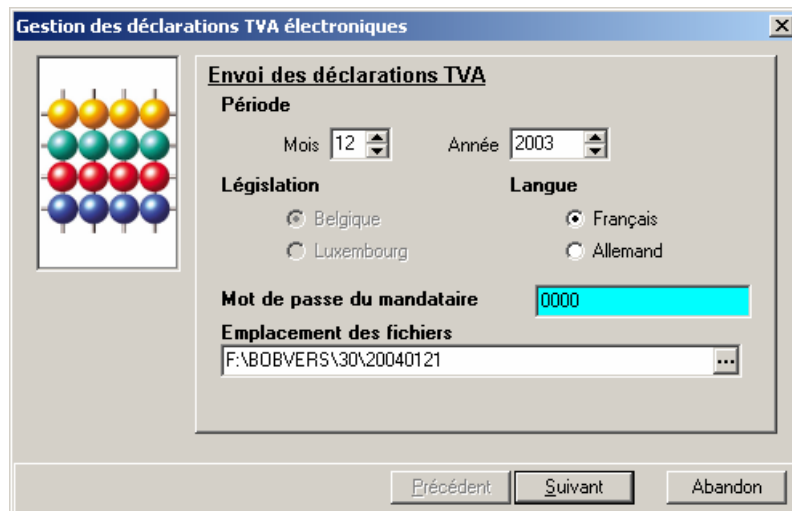 Gestion des déclarations TVA électroniques
Envoi des déclarations TVA
Période
Mois 12 Année 2003
Législation Langue
Belgique Français
Luxembourg Allemand
Mot de passe du mandataire 0000
Emplacement des fichiers
F:\BOBVERS\30\20040121 ...
Précédent Suivant Abandon